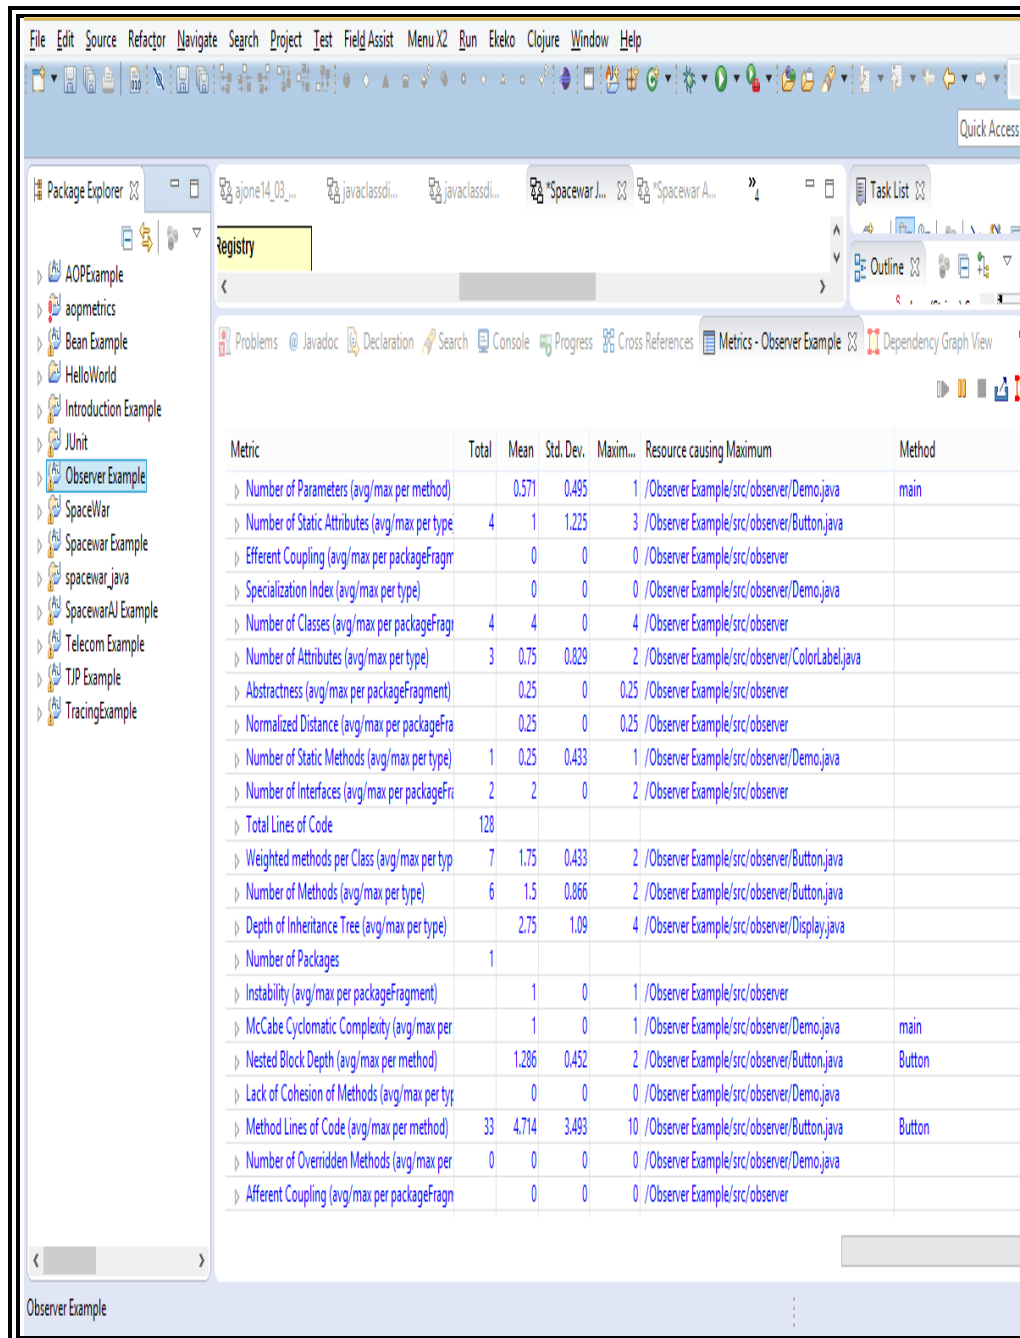 File Edit Source Refactor Navigate Search Project Test Field Assist Menu X2 Run Ekeko Clojure Window Help
Quick Access
Package Explorer
ajone14_03_... javaclassdi... javaclassdi... *Spacewar J... *Spacewar A... »4
Task List
Registry
Outline
AOPExample
aopmetrics
Bean Example
HelloWorld
Introduction Example
JUnit
Observer Example
SpaceWar
Spacewar Example
spacewar_java
SpacewarAJ Example
Telecom Example
TJP Example
TracingExample
Problems @ Javadoc Declaration Search Console Progress Cross References Metrics - Observer Example Dependency Graph View
Metric Total Mean Std. Dev. Maxim... Resource causing Maximum Method
Number of Parameters (avg/max per method) 0.571 0.495 1 /Observer Example/src/observer/Demo.java main
Number of Static Attributes (avg/max per type) 4 1 1.225 3 /Observer Example/src/observer/Button.java
Efferent Coupling (avg/max per packageFragm 0 0 0 /Observer Example/src/observer
Specialization Index (avg/max per type) 0 0 0 /Observer Example/src/observer/Demo.java
Number of Classes (avg/max per packageFragr 4 4 0 4 /Observer Example/src/observer
Number of Attributes (avg/max per type) 3 0.75 0.829 2 /Observer Example/src/observer/ColorLabel.java
Abstractness (avg/max per packageFragment) 0.25 0 0.25 /Observer Example/src/observer
Normalized Distance (avg/max per packageFra 0.25 0 0.25 /Observer Example/src/observer
Number of Static Methods (avg/max per type) 1 0.25 0.433 1 /Observer Example/src/observer/Demo.java
Number of Interfaces (avg/max per packageFra 2 2 0 2 /Observer Example/src/observer
Total Lines of Code 128
Weighted methods per Class (avg/max per typ 7 1.75 0.433 2 /Observer Example/src/observer/Button.java
Number of Methods (avg/max per type) 6 1.5 0.866 2 /Observer Example/src/observer/Button.java
Depth of Inheritance Tree (avg/max per type) 2.75 1.09 4 /Observer Example/src/observer/Display.java
Number of Packages 1
Instability (avg/max per packageFragment) 1 0 1 /Observer Example/src/observer
McCabe Cyclomatic Complexity (avg/max per 1 0 1 /Observer Example/src/observer/Demo.java main
Nested Block Depth (avg/max per method) 1.286 0.452 2 /Observer Example/src/observer/Button.java Button
Lack of Cohesion of Methods (avg/max per typ 0 0 0 /Observer Example/src/observer/Demo.java
Method Lines of Code (avg/max per method) 33 4.714 3.493 10 /Observer Example/src/observer/Button.java Button
Number of Overridden Methods (avg/max per 0 0 0 0 /Observer Example/src/observer/Demo.java
Afferent Coupling (avg/max per packageFragn 0 0 0 /Observer Example/src/observer
Observer Example